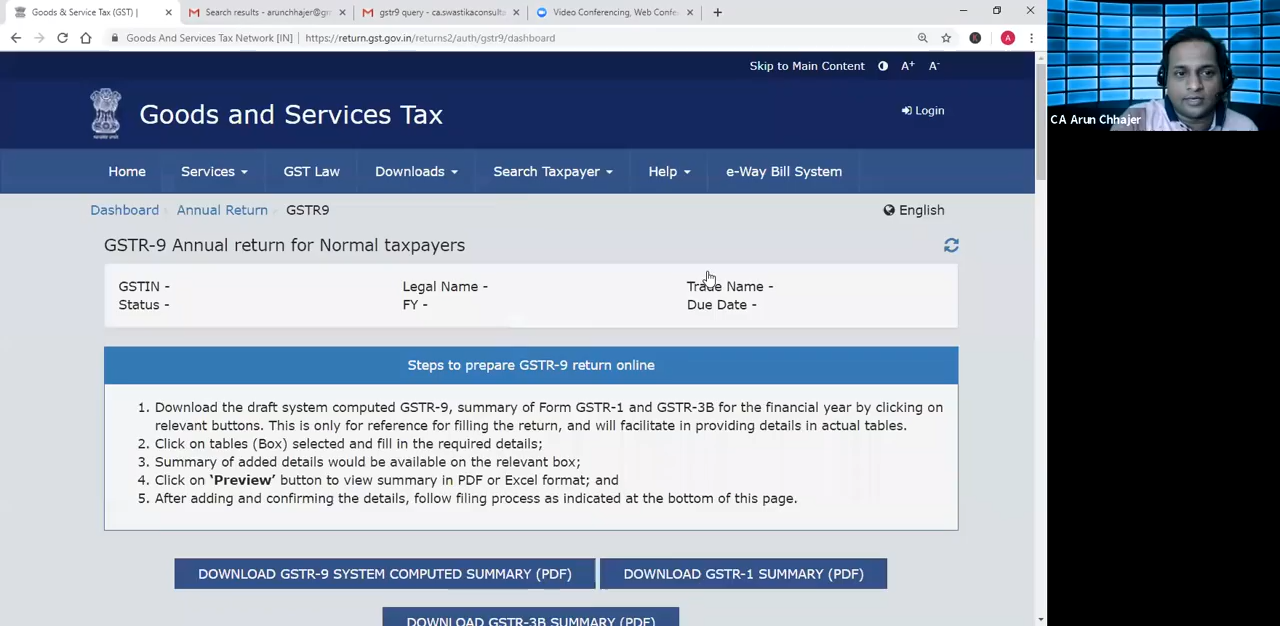 Goods & Service Tax (GST) |
Search results - arunchhajer@gm
gstr9 query - ca.swastikaconsult
Video Conferencing, Web Confe
Goods And Services Tax Network [IN] | https://return.gst.gov.in/returns2/auth/gstr9/dashboard
A
CA Arun Chhajer
Skip to Main Content A+ A-
Goods and Services Tax
Login
Home Services GST Law Downloads Search Taxpayer Help e-Way Bill System
Dashboard Annual Return GSTR9
English
GSTR-9 Annual return for Normal taxpayers
GSTIN - Legal Name - Trade Name -
Status - FY - Due Date -
Steps to prepare GSTR-9 return online
1. Download the draft system computed GSTR-9, summary of Form GSTR-1 and GSTR-3B for the financial year by clicking on
relevant buttons. This is only for reference for filling the return, and will facilitate in providing details in actual tables.
2. Click on tables (Box) selected and fill in the required details;
3. Summary of added details would be available on the relevant box;
4. Click on ‘Preview’ button to view summary in PDF or Excel format; and
5. After adding and confirming the details, follow filing process as indicated at the bottom of this page.
DOWNLOAD GSTR-9 SYSTEM COMPUTED SUMMARY (PDF) DOWNLOAD GSTR-1 SUMMARY (PDF)
DOWNLOAD GSTR-3B SUMMARY (PDF)